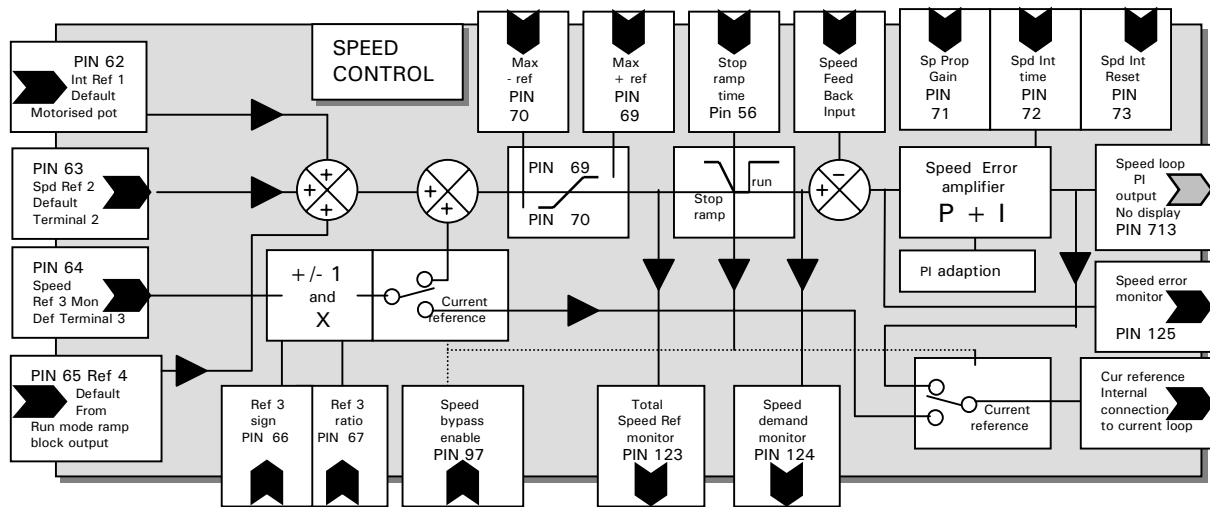 SPEED
CONTROL
PIN 62
Int Ref 1
Default
Motorised pot
PIN 63
Spd Ref 2
Default
Terminal 2
PIN 64
Speed
Ref 3 Mon
Def Terminal 3
PIN 65 Ref 4
Default
From
Run mode ramp
block output
Max
- ref
PIN
70
Max
+ ref
PIN
69
Stop
ramp
time
Pin 56
Speed
Feed
Back
Input
Sp Prop
Gain
PIN
71
Spd Int
time
PIN
72
Spd Int
Reset
PIN
73
+
+
+
+
+
PIN 69
PIN 70
run
Stop
ramp
−
+
Speed Error
amplifier
P + I
PI adaption
Speed loop
PI
output
No display
PIN 713
Speed error
monitor
PIN 125
Cur reference
Internal
connection
to current loop
+/- 1
and
X
Current
reference
Current
reference
Ref 3
sign
PIN 66
Ref 3
ratio
PIN 67
Speed
bypass
enable
PIN 97
Total
Speed Ref
monitor
PIN 123
Speed
demand
monitor
PIN 124